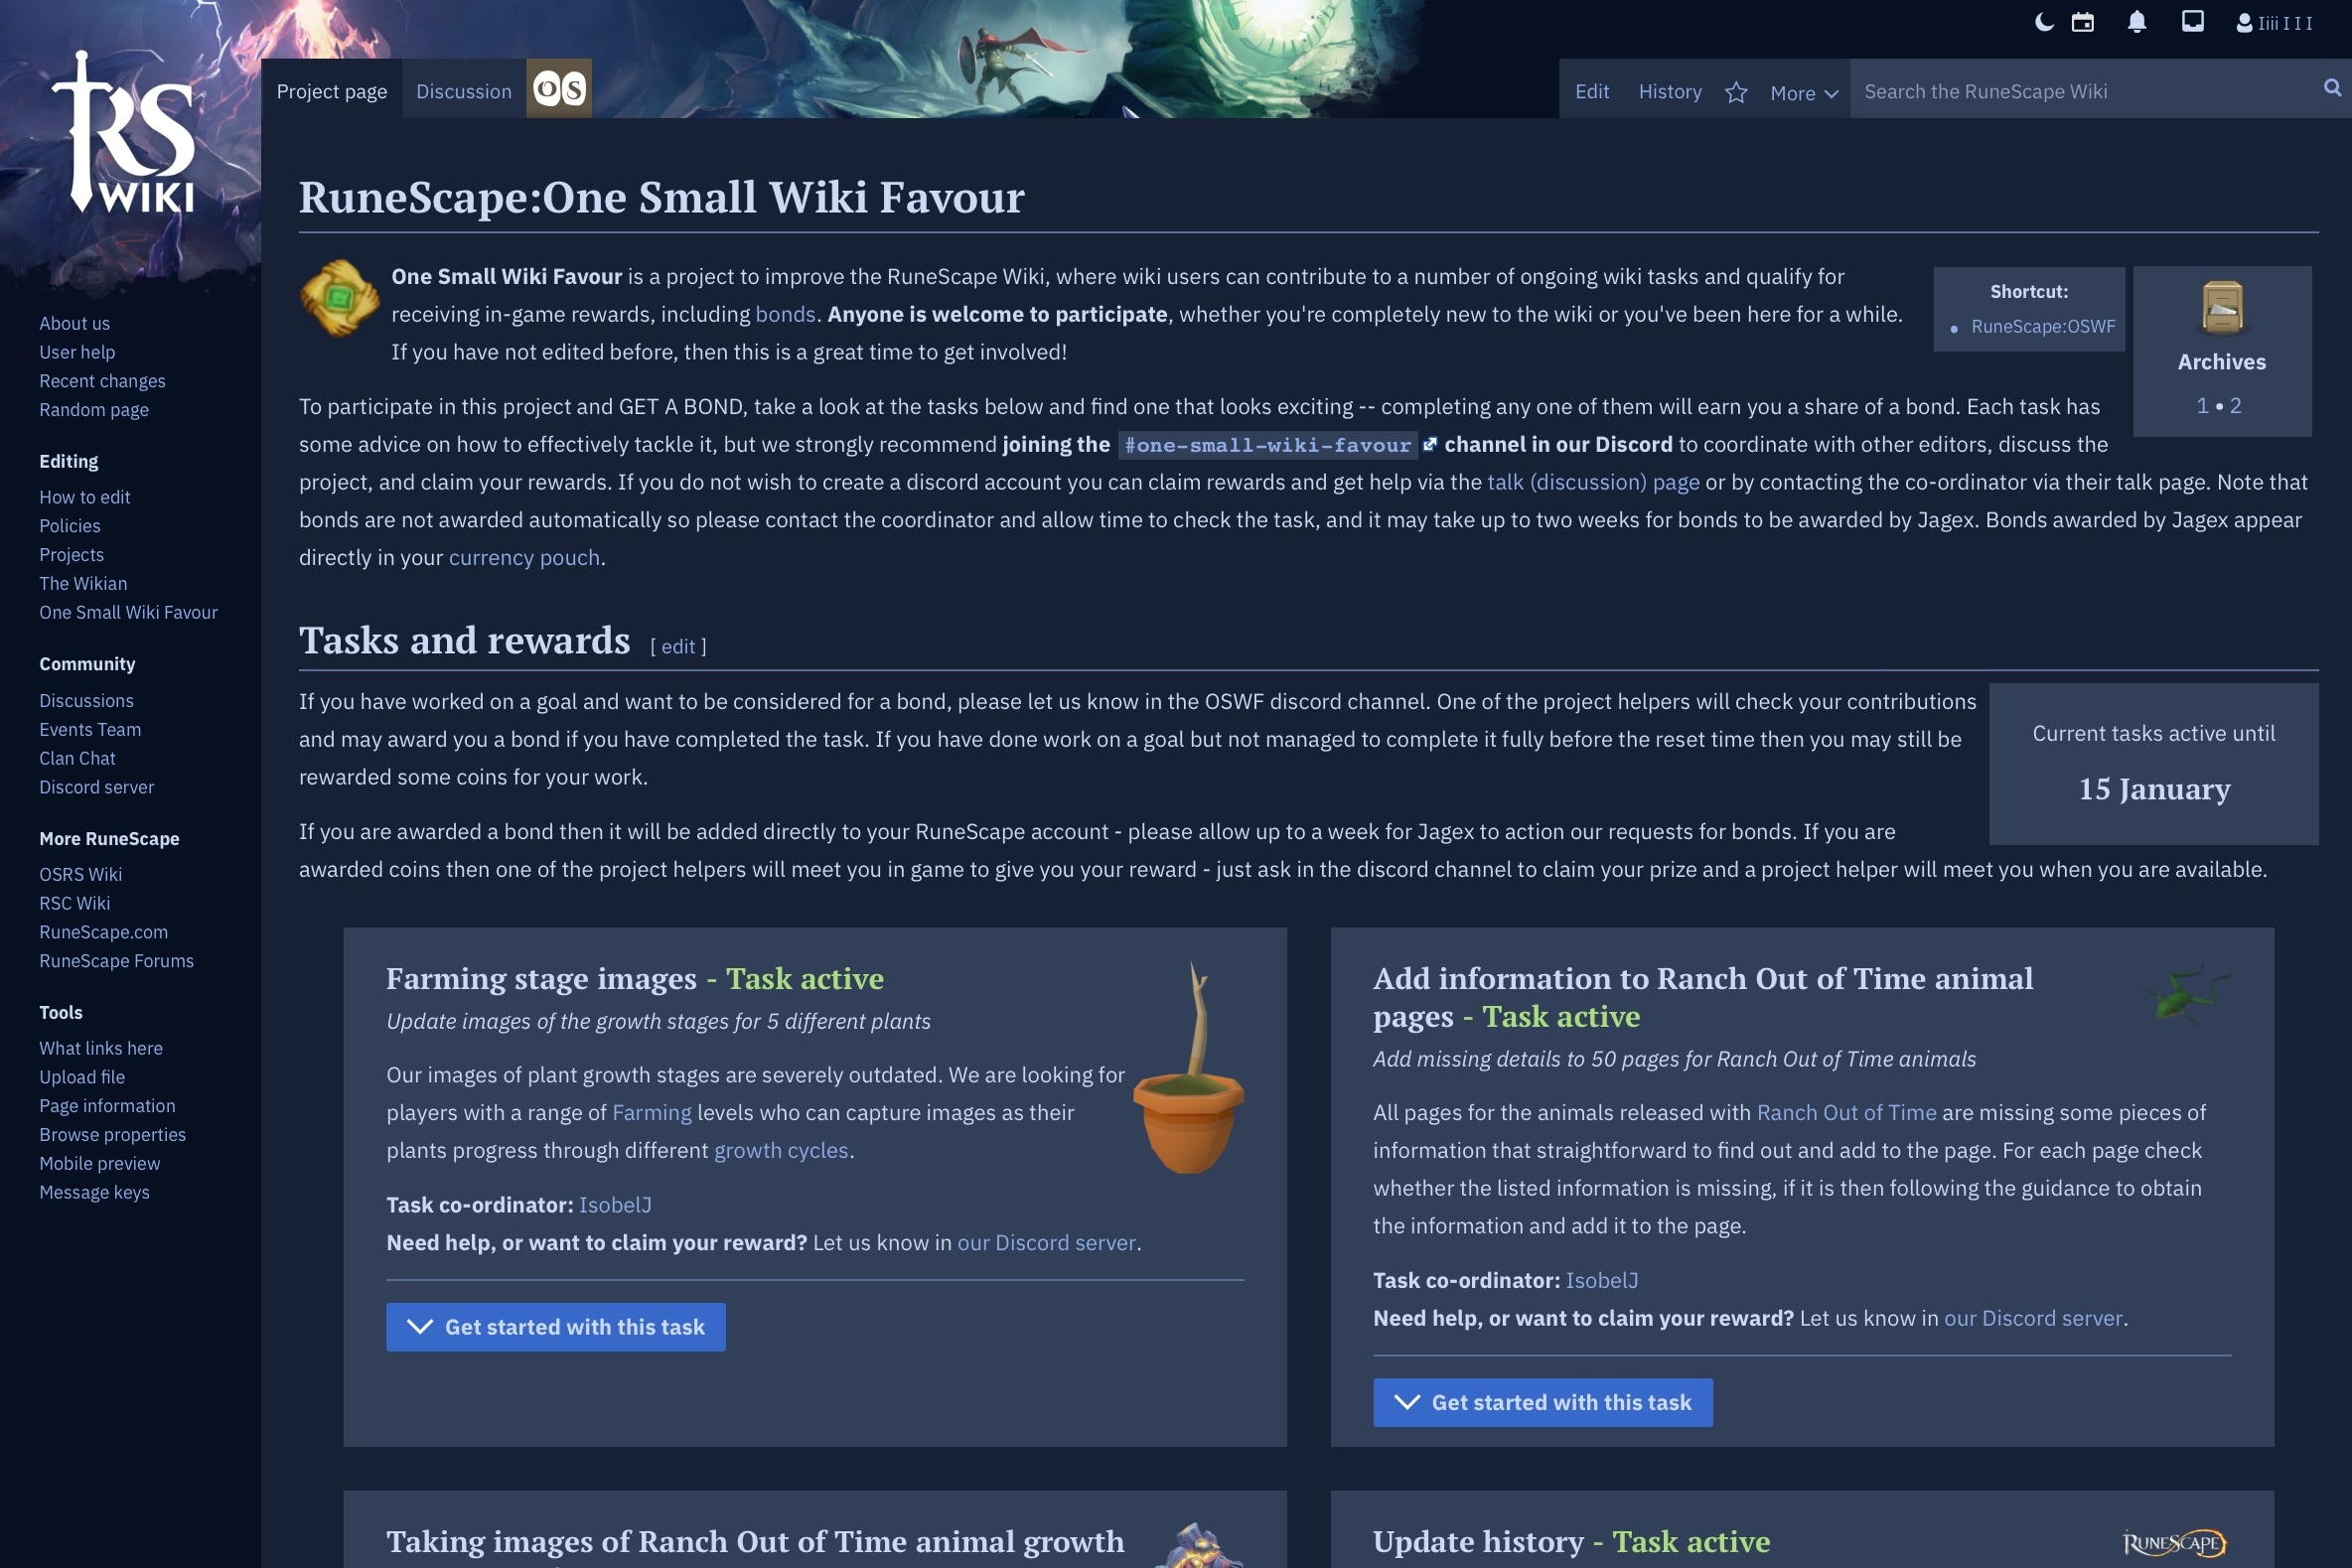 Iiii I I I
RS
WIKI
Project page
Discussion
OS
Edit
History
More
Search the RuneScape Wiki
About us
User help
Recent changes
Random page
Editing
How to edit
Policies
Projects
The Wikian
One Small Wiki Favour
Community
Discussions
Events Team
Clan Chat
Discord server
More RuneScape
OSRS Wiki
RSC Wiki
RuneScape.com
RuneScape Forums
Tools
What links here
Upload file
Page information
Browse properties
Mobile preview
Message keys
RuneScape:One Small Wiki Favour
One Small Wiki Favour is a project to improve the RuneScape Wiki, where wiki users can contribute to a number of ongoing wiki tasks and qualify for
receiving in-game rewards, including bonds. Anyone is welcome to participate, whether you're completely new to the wiki or you've been here for a while.
If you have not edited before, then this is a great time to get involved!
Shortcut:
• RuneScape:OSWF
Archives
1 • 2
To participate in this project and GET A BOND, take a look at the tasks below and find one that looks exciting -- completing any one of them will earn you a share of a bond. Each task has
some advice on how to effectively tackle it, but we strongly recommend joining the #one-small-wiki-favour channel in our Discord to coordinate with other editors, discuss the
project, and claim your rewards. If you do not wish to create a discord account you can claim rewards and get help via the talk (discussion) page or by contacting the co-ordinator via their talk page. Note that
bonds are not awarded automatically so please contact the coordinator and allow time to check the task, and it may take up to two weeks for bonds to be awarded by Jagex. Bonds awarded by Jagex appear
directly in your currency pouch.
Tasks and rewards [ edit ]
If you have worked on a goal and want to be considered for a bond, please let us know in the OSWF discord channel. One of the project helpers will check your contributions
and may award you a bond if you have completed the task. If you have done work on a goal but not managed to complete it fully before the reset time then you may still be
rewarded some coins for your work.
Current tasks active until
15 January
If you are awarded a bond then it will be added directly to your RuneScape account - please allow up to a week for Jagex to action our requests for bonds. If you are
awarded coins then one of the project helpers will meet you in game to give you your reward - just ask in the discord channel to claim your prize and a project helper will meet you when you are available.
Farming stage images - Task active
Update images of the growth stages for 5 different plants
Our images of plant growth stages are severely outdated. We are looking for
players with a range of Farming levels who can capture images as their
plants progress through different growth cycles.
Task co-ordinator: IsobelJ
Need help, or want to claim your reward? Let us know in our Discord server.
Get started with this task
Add information to Ranch Out of Time animal
pages - Task active
Add missing details to 50 pages for Ranch Out of Time animals
All pages for the animals released with Ranch Out of Time are missing some pieces of
information that straightforward to find out and add to the page. For each page check
whether the listed information is missing, if it is then following the guidance to obtain
the information and add it to the page.
Task co-ordinator: IsobelJ
Need help, or want to claim your reward? Let us know in our Discord server.
Get started with this task
Taking images of Ranch Out of Time animal growth
Update history - Task active
RUNESCAPE